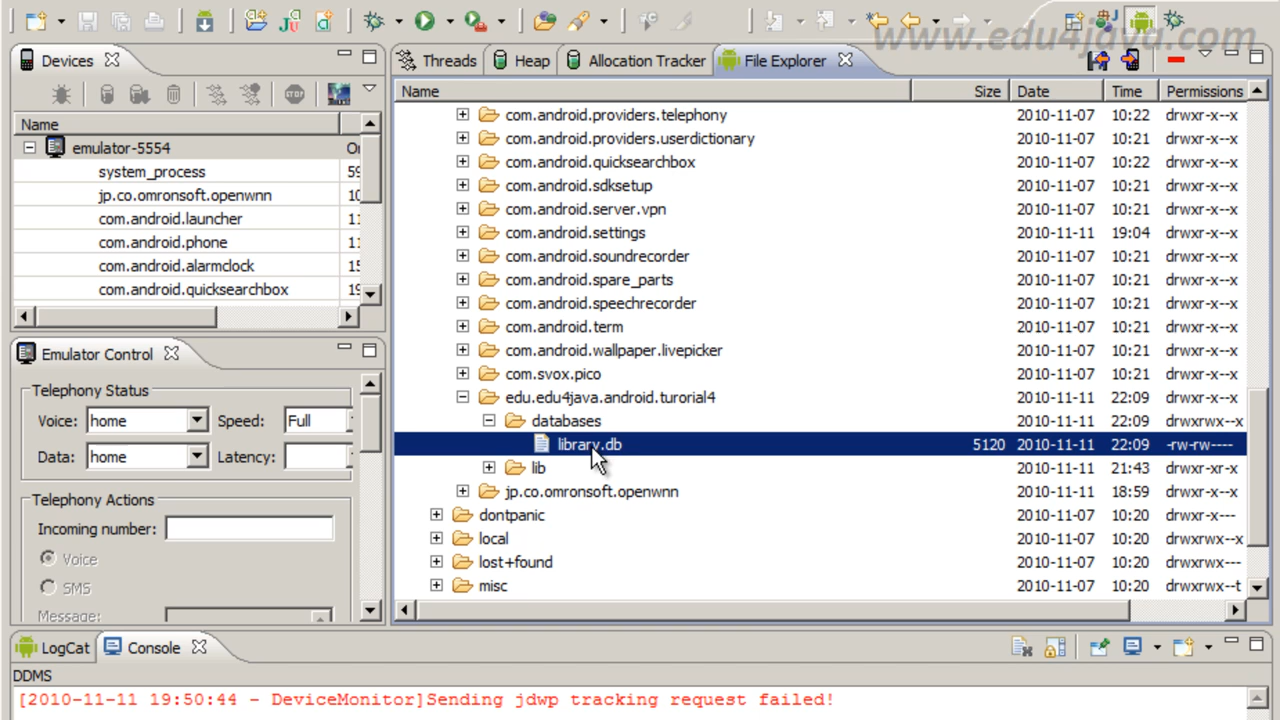 www.edu4java.com
Devices
Name
emulator-5554
system_process
jp.co.omronsoft.openwnn
com.android.launcher
com.android.phone
com.android.alarmclock
com.android.quicksearchbox
Emulator Control
Telephony Status
Voice: home Speed: Full
Data: home Latency:
Telephony Actions
Incoming number:
Voice
SMS
Message:
Threads Heap Allocation Tracker File Explorer
Name Size Date Time Permissions
com.android.providers.telephony 2010-11-07 10:22 drwxr-x--x
com.android.providers.userdictionary 2010-11-07 10:22 drwxr-x--x
com.android.quicksearchbox 2010-11-07 10:22 drwxr-x--x
com.android.sdksetup 2010-11-07 10:21 drwxr-x--x
com.android.server.vpn 2010-11-07 10:21 drwxr-x--x
com.android.settings 2010-11-11 19:04 drwxr-x--x
com.android.soundrecorder 2010-11-07 10:21 drwxr-x--x
com.android.spare_parts 2010-11-07 10:21 drwxr-x--x
com.android.speechrecorder 2010-11-07 10:21 drwxr-x--x
com.android.term 2010-11-07 10:21 drwxr-x--x
com.android.wallpaper.livepicker 2010-11-07 10:21 drwxr-x--x
com.svox.pico 2010-11-07 10:21 drwxr-x--x
edu.edu4java.android.turorial4 2010-11-11 22:09 drwxr-x--x
databases 2010-11-11 22:09 drwxrwx--x
library.db 5120 2010-11-11 22:09 -rw-rw----
lib 2010-11-11 21:43 drwxr-xr-x
jp.co.omronsoft.openwnn 2010-11-11 18:59 drwxr-x--x
dontpanic 2010-11-07 10:20 drwxr-x---
local 2010-11-07 10:20 drwxrwx--x
lost+found 2010-11-07 10:20 drwxrwx---
misc 2010-11-07 10:20 drwxrwx--t
LogCat Console
DDMS
[2010-11-11 19:50:44 - DeviceMonitor]Sending jdwp tracking request failed!